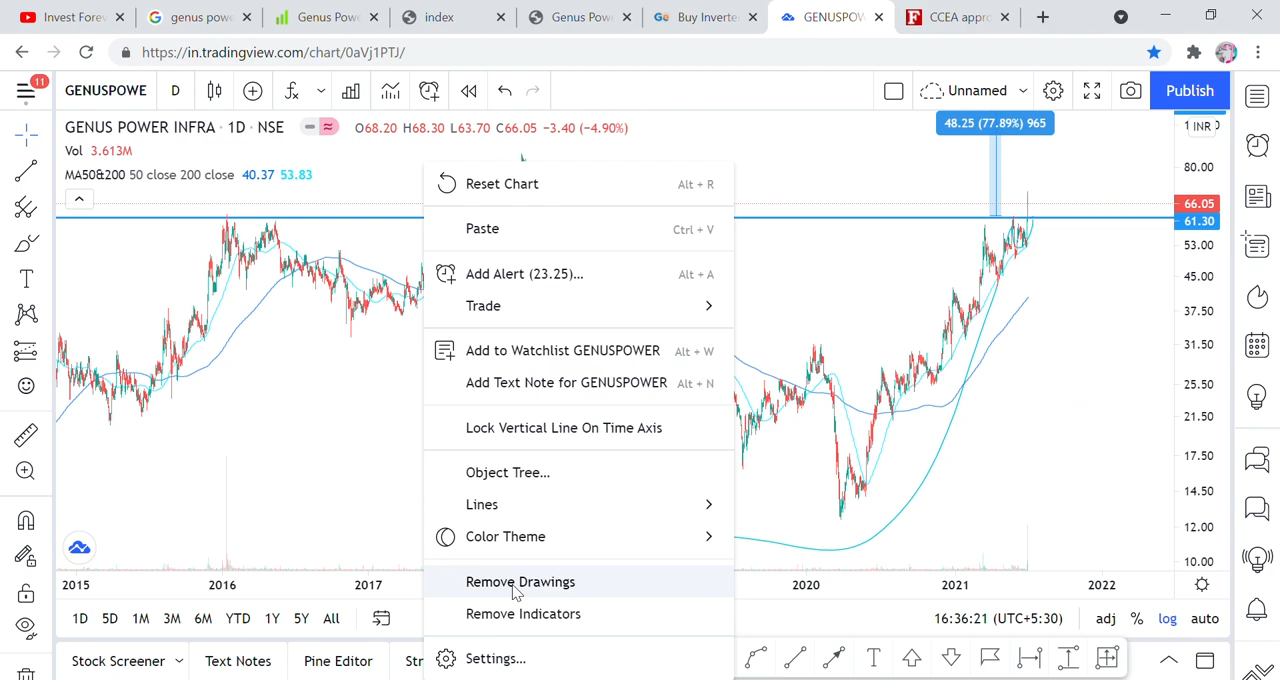 Invest Forev
genus powe
Genus Powe
index
Genus Powe
Buy Inverte
GENUSPOW
CCEA appro
https://in.tradingview.com/chart/0aVj1PTJ/
11
GENUSPOWE
D
Unnamed
Publish
GENUS POWER INFRA · 1D · NSE
O68.20 H68.30 L63.70 C66.05 −3.40 (−4.90%)
48.25 (77.89%) 965
INR
Vol 3.613M
MA50&200 50 close 200 close 40.37 53.83
80.00
66.05
61.30
53.00
45.00
37.50
31.50
25.50
21.50
17.50
14.50
12.00
10.00
Reset Chart Alt + R
Paste Ctrl + V
Add Alert (23.25)... Alt + A
Trade
Add to Watchlist GENUSPOWER Alt + W
Add Text Note for GENUSPOWER Alt + N
Lock Vertical Line On Time Axis
Object Tree...
Lines
Color Theme
Remove Drawings
Remove Indicators
Settings...
2015 2016 2017 2020 2021 2022
1D 5D 1M 3M 6M YTD 1Y 5Y All
16:36:21 (UTC+5:30) adj % log auto
Stock Screener Text Notes Pine Editor Str